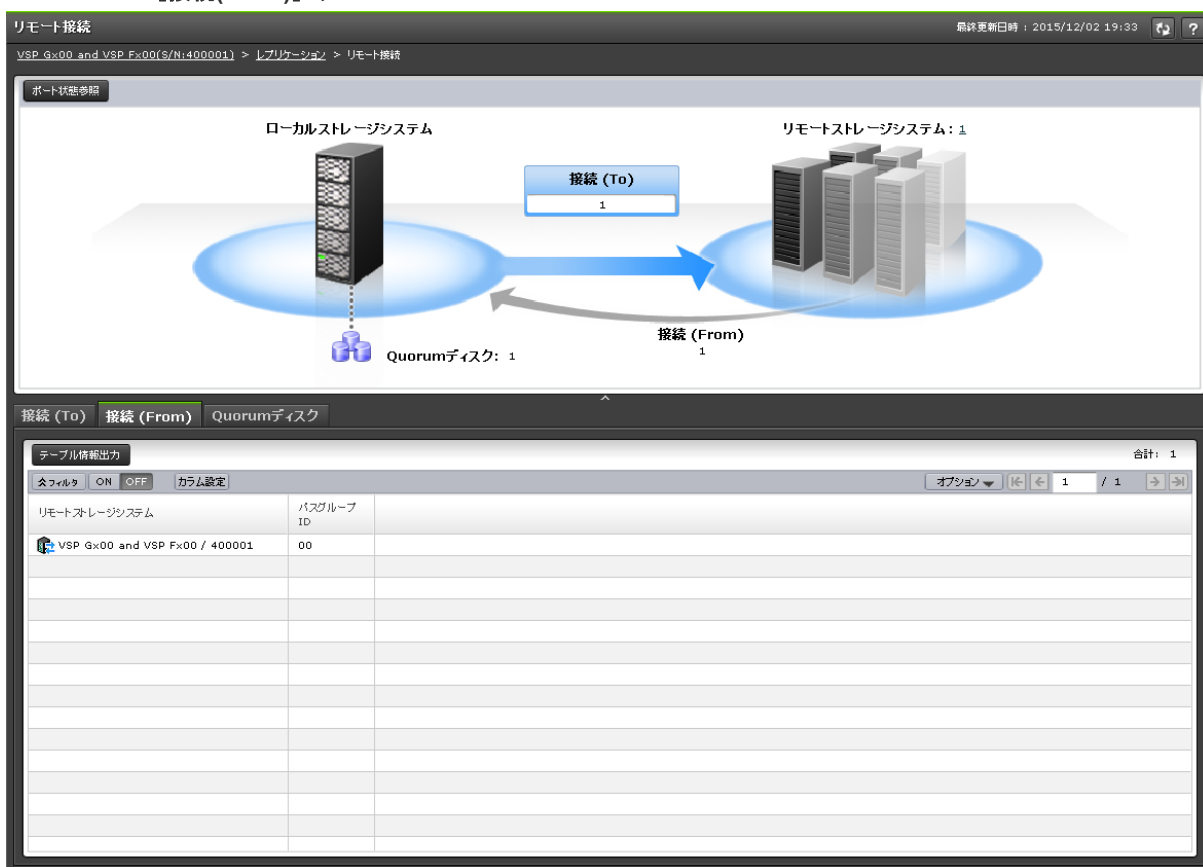 リモート接続
最終更新日時 : 2015/12/02 19:33
?
VSP Gx00 and VSP Fx00(S/N:400001) > レプリケーション > リモート接続
ポート状態参照
ローカルストレージシステム
リモートストレージシステム: 1
接続 (To)
1
接続 (From)
1
Quorumディスク: 1
接続 (To) 接続 (From) Quorumディスク
テーブル情報出力
合計: 1
フィルタ ON OFF カラム設定
オプション 1 / 1
リモートストレージシステム
パスグループ
ID
VSP Gx00 and VSP Fx00 / 400001 00